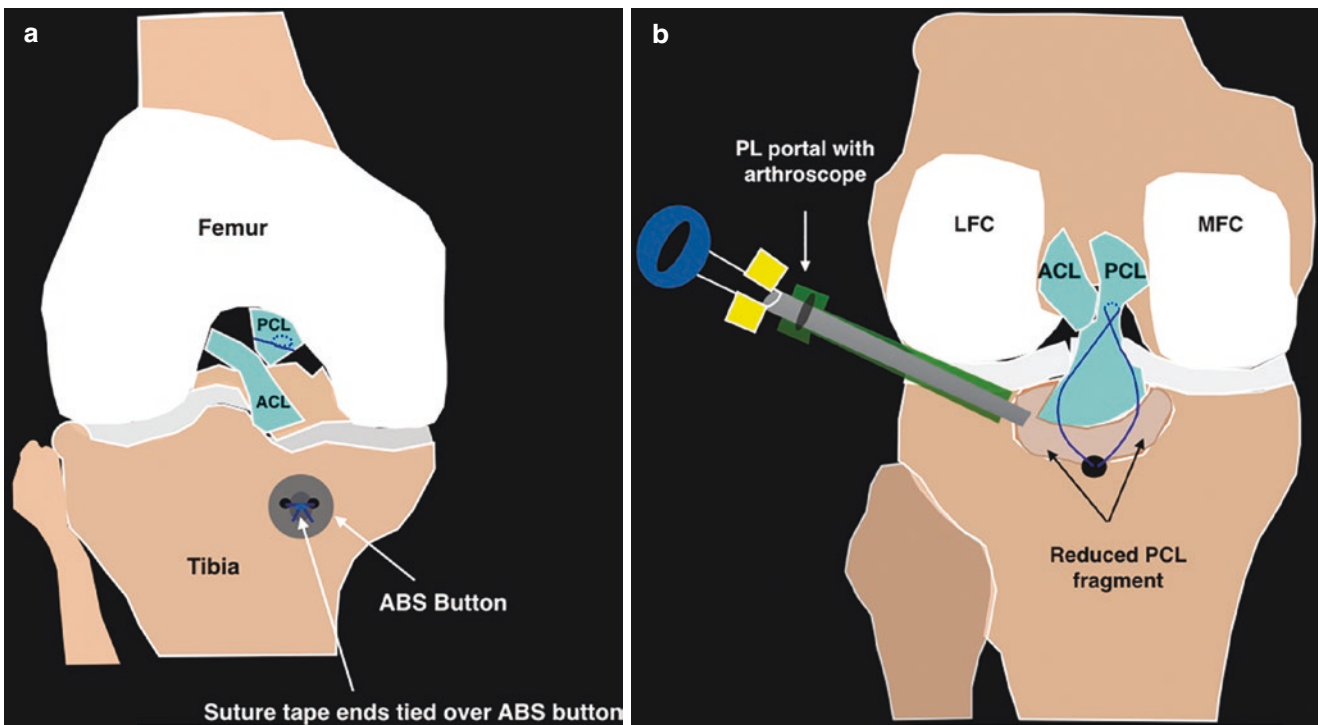 a
Femur
PCL
ACL
Tibia
ABS Button
Suture tape ends tied over ABS button
b
PL portal with
arthroscope
LFC
MFC
ACL
PCL
Reduced PCL
fragment